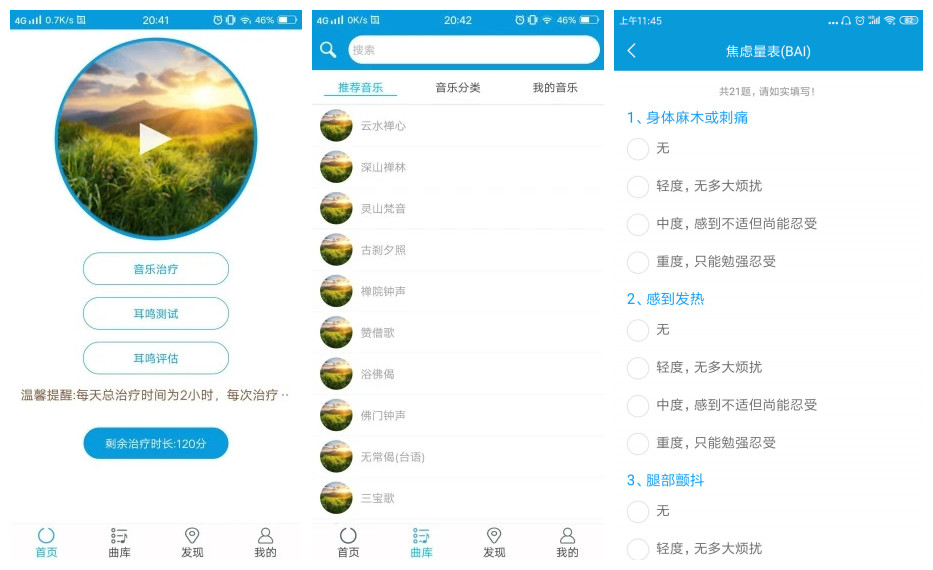 4G 0.7K/s 20:41 46%
音乐治疗
耳鸣测试
耳鸣评估
温馨提醒:每天总治疗时间为2小时，每次治疗··
剩余治疗时长:120分
首页 曲库 发现 我的
4G 0K/s 20:42 46%
搜索
推荐音乐 音乐分类 我的音乐
云水禅心
深山禅林
灵山梵音
古刹夕照
禅院钟声
赞借歌
浴佛偈
佛门钟声
无常偈(台语)
三宝歌
首页 曲库 发现 我的
上午11:45 ... 62
焦虑量表(BAI)
共21题，请如实填写！
1、身体麻木或刺痛
无
轻度，无多大烦扰
中度，感到不适但尚能忍受
重度，只能勉强忍受
2、感到发热
无
轻度，无多大烦扰
中度，感到不适但尚能忍受
重度，只能勉强忍受
3、腿部颤抖
无
轻度，无多大烦扰